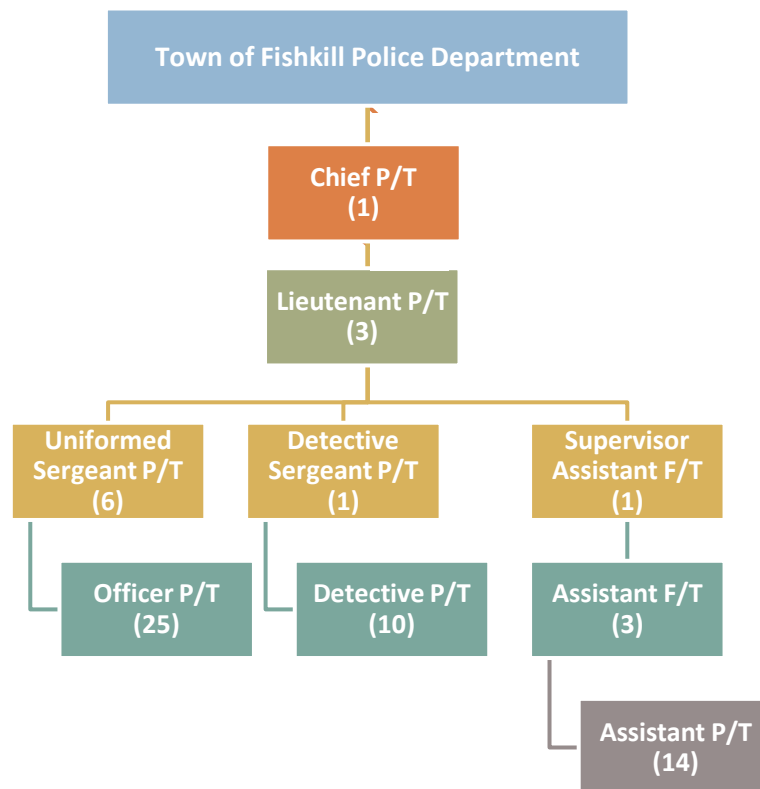 Town of Fishkill Police Department
Chief P/T
(1)
Lieutenant P/T
(3)
Uniformed
Sergeant P/T
(6)
Detective
Sergeant P/T
(1)
Supervisor
Assistant F/T
(1)
Officer P/T
(25)
Detective P/T
(10)
Assistant F/T
(3)
Assistant P/T
(14)